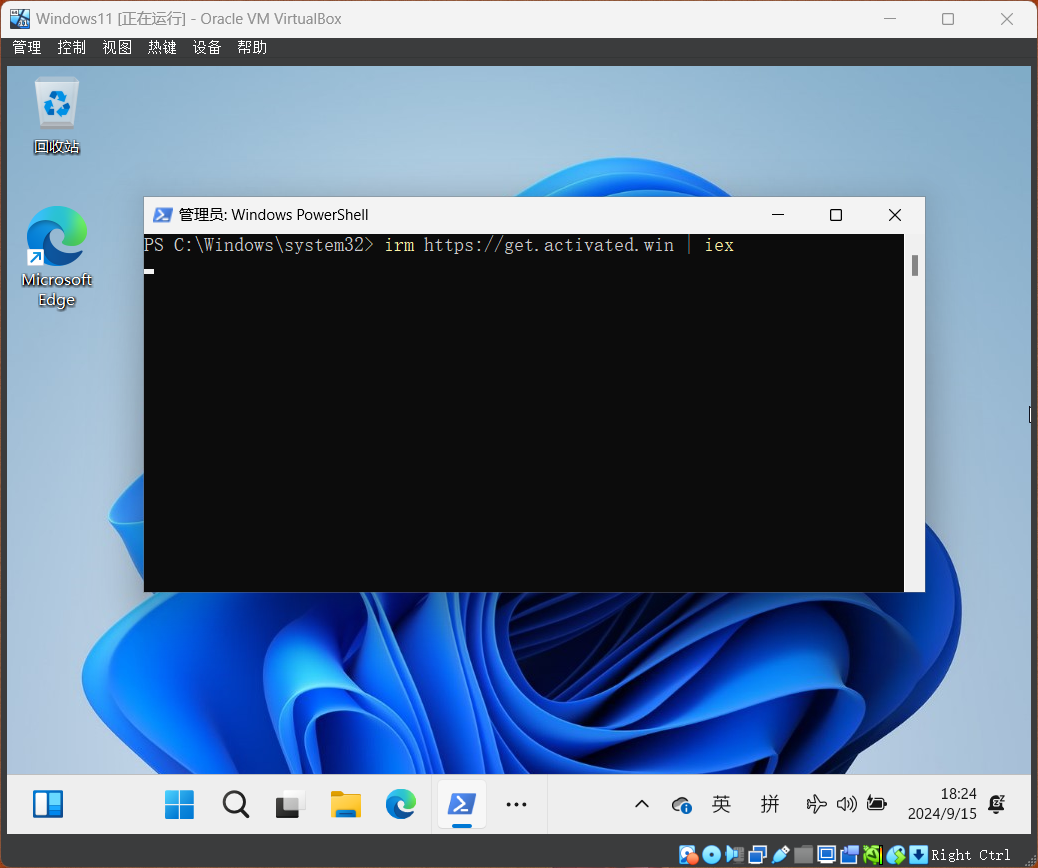 Windows11 [正在运行] - Oracle VM VirtualBox
管理 控制 视图 热键 设备 帮助
回收站
Microsoft
Edge
管理员: Windows PowerShell
PS C:\Windows\system32> irm https://get.activated.win | iex
英 拼 18:24
2024/9/15
Right Ctrl